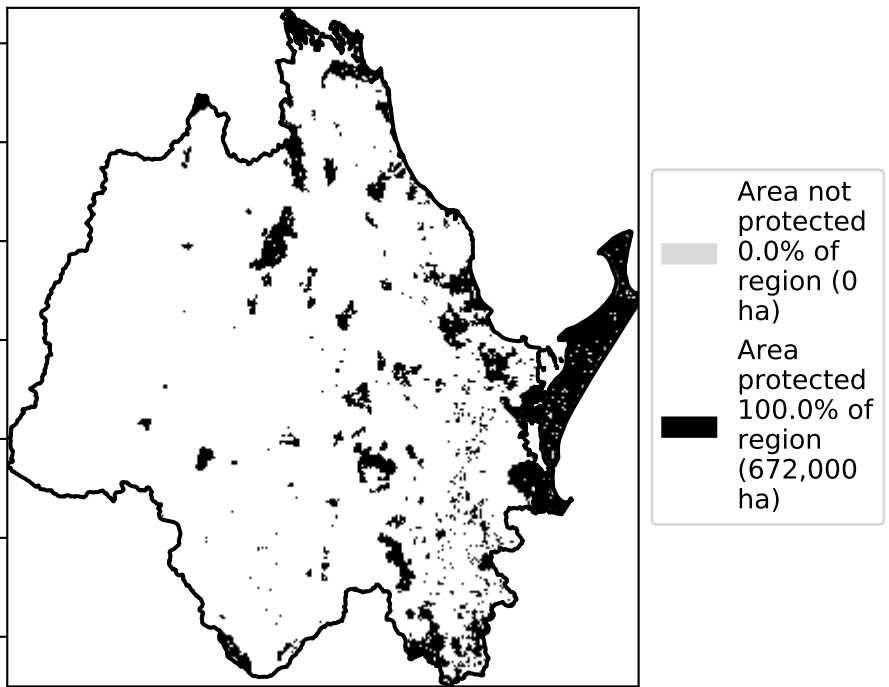 Area not
protected
0.0% of
region (0
ha)
Area
protected
100.0% of
region
(672,000
ha)